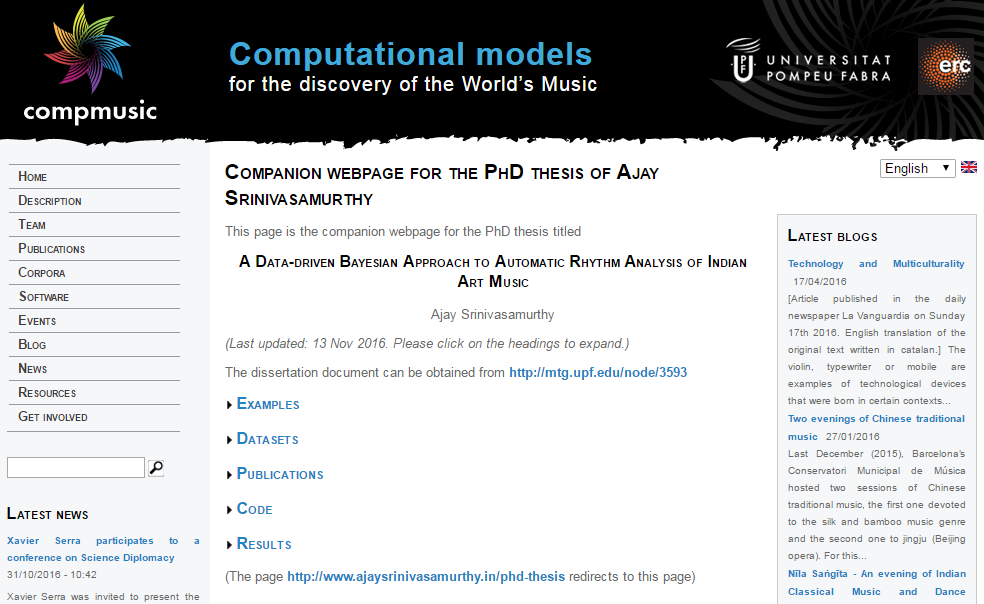 compmusic
Computational models
for the discovery of the World's Music
UPF
UNIVERSITAT
POMPEU FABRA
erc
Home
Description
Team
Publications
Corpora
Software
Events
Blog
News
Resources
Get involved
Latest news
Xavier Serra participates to a
conference on Science Diplomacy
31/10/2016 - 10:42
Xavier Serra was invited to present the
Companion webpage for the PhD thesis of Ajay
Srinivasamurthy
This page is the companion webpage for the PhD thesis titled
A Data-driven Bayesian Approach to Automatic Rhythm Analysis of Indian
Art Music
Ajay Srinivasamurthy
(Last updated: 13 Nov 2016. Please click on the headings to expand.)
The dissertation document can be obtained from http://mtg.upf.edu/node/3593
Examples
Datasets
Publications
Code
Results
(The page http://www.ajaysrinivasamurthy.in/phd-thesis redirects to this page)
English
Latest blogs
Technology and Multiculturality
17/04/2016
[Article published in the daily
newspaper La Vanguardia on Sunday
17th 2016. English translation of the
original text written in catalan.] The
violin, typewriter or mobile are
examples of technological devices
that were born in certain contexts...
Two evenings of Chinese traditional
music 27/01/2016
Last December (2015), Barcelona's
Conservatori Municipal de Música
hosted two sessions of Chinese
traditional music, the first one devoted
to the silk and bamboo music genre
and the second one to jingju (Beijing
opera). For this...
Nīla Saṅgīta - An evening of Indian
Classical Music and Dance